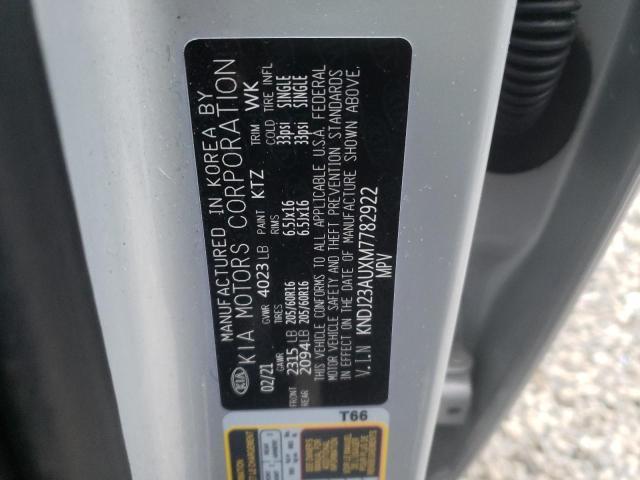 MANUFACTURED IN KOREA BY
KIA KIA MOTORS CORPORATION
02/21 GVWR 4023 LB PAINT KTZ TRIM WK
GAWR TIRES RIMS COLD TIRE INFL
FRONT 2315 LB 205/60R16 6.5Jx16 33psi SINGLE
REAR 2094 LB 205/60R16 6.5Jx16 33psi SINGLE
THIS VEHICLE CONFORMS TO ALL APPLICABLE U.S.A. FEDERAL
MOTOR VEHICLE SAFETY AND THEFT PREVENTION STANDARDS
IN EFFECT ON THE DATE OF MANUFACTURE SHOWN ABOVE.
V.I.N KNDJ23AUXM7782922
MPV
T66